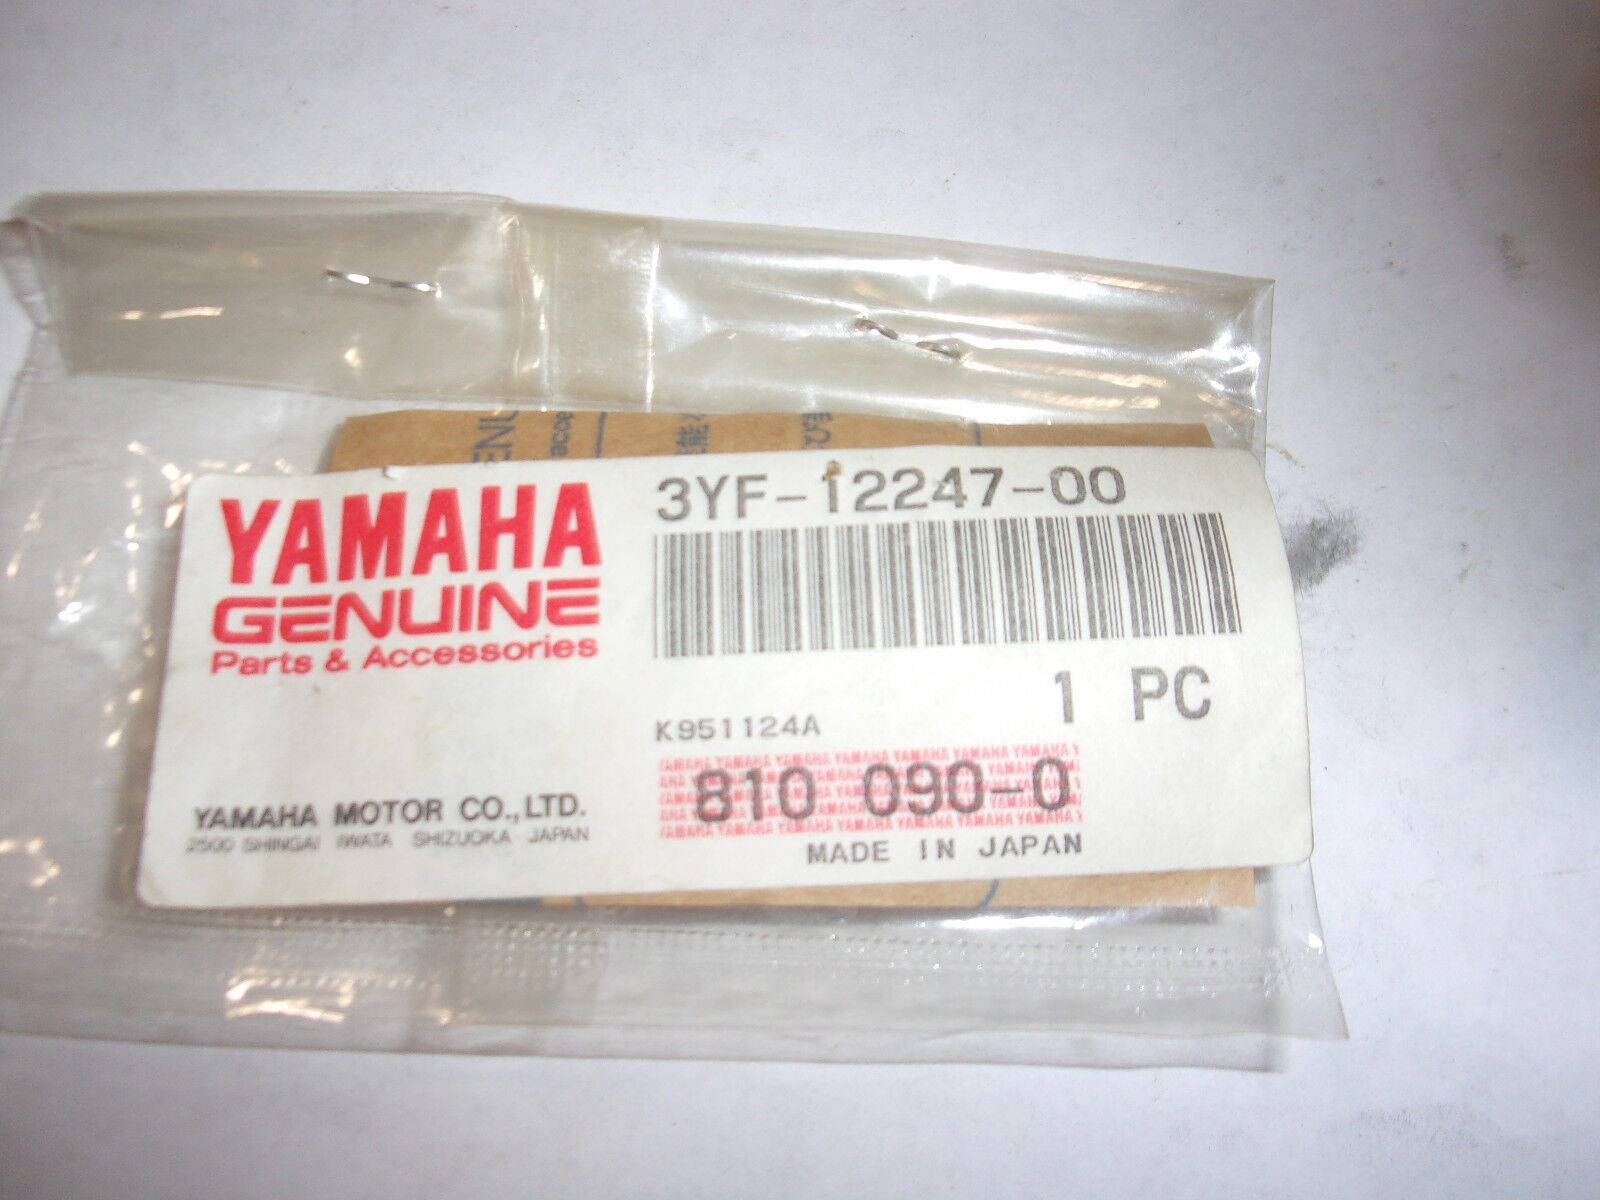 YAMAHA
GENUINE
Parts & Accessories
3YF-12247-00
1 PC
K951124A
810 090-0
MADE IN JAPAN
YAMAHA MOTOR CO.,LTD.
2500 SHINGAI IWATA SHIZUOKA JAPAN